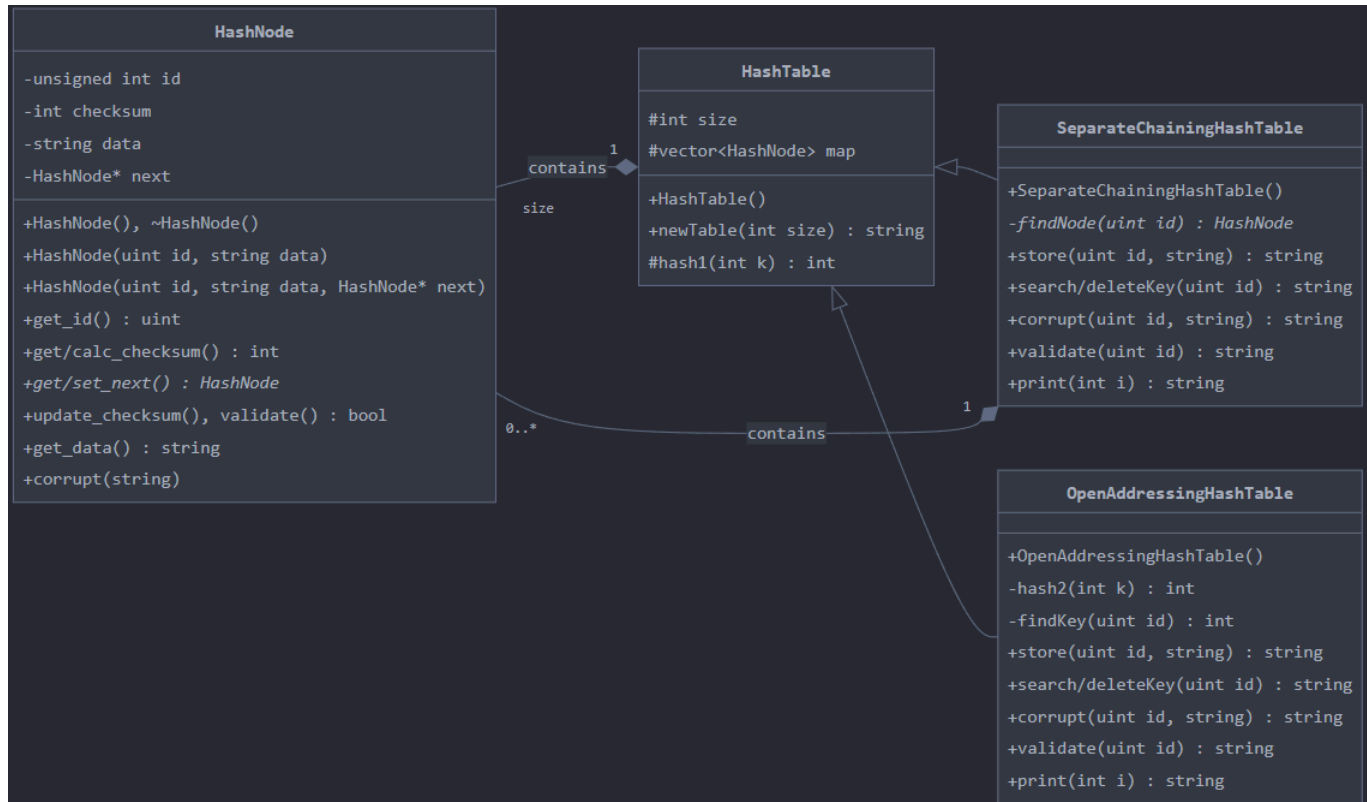 HashNode
-unsigned int id
-int checksum
-string data
-HashNode* next
+HashNode(), ~HashNode()
+HashNode(uint id, string data)
+HashNode(uint id, string data, HashNode* next)
+get_id() : uint
+get/calc_checksum() : int
+get/set_next() : HashNode
+update_checksum(), validate() : bool
+get_data() : string
+corrupt(string)
1
contains
size
HashTable
#int size
#vector<HashNode> map
+HashTable()
+newTable(int size) : string
#hash1(int k) : int
0..*
contains
1
SeparateChainingHashTable
+SeparateChainingHashTable()
-findNode(uint id) : HashNode
+store(uint id, string) : string
+search/deleteKey(uint id) : string
+corrupt(uint id, string) : string
+validate(uint id) : string
+print(int i) : string
OpenAddressingHashTable
+OpenAddressingHashTable()
-hash2(int k) : int
-findKey(uint id) : int
+store(uint id, string) : string
+search/deleteKey(uint id) : string
+corrupt(uint id, string) : string
+validate(uint id) : string
+print(int i) : string